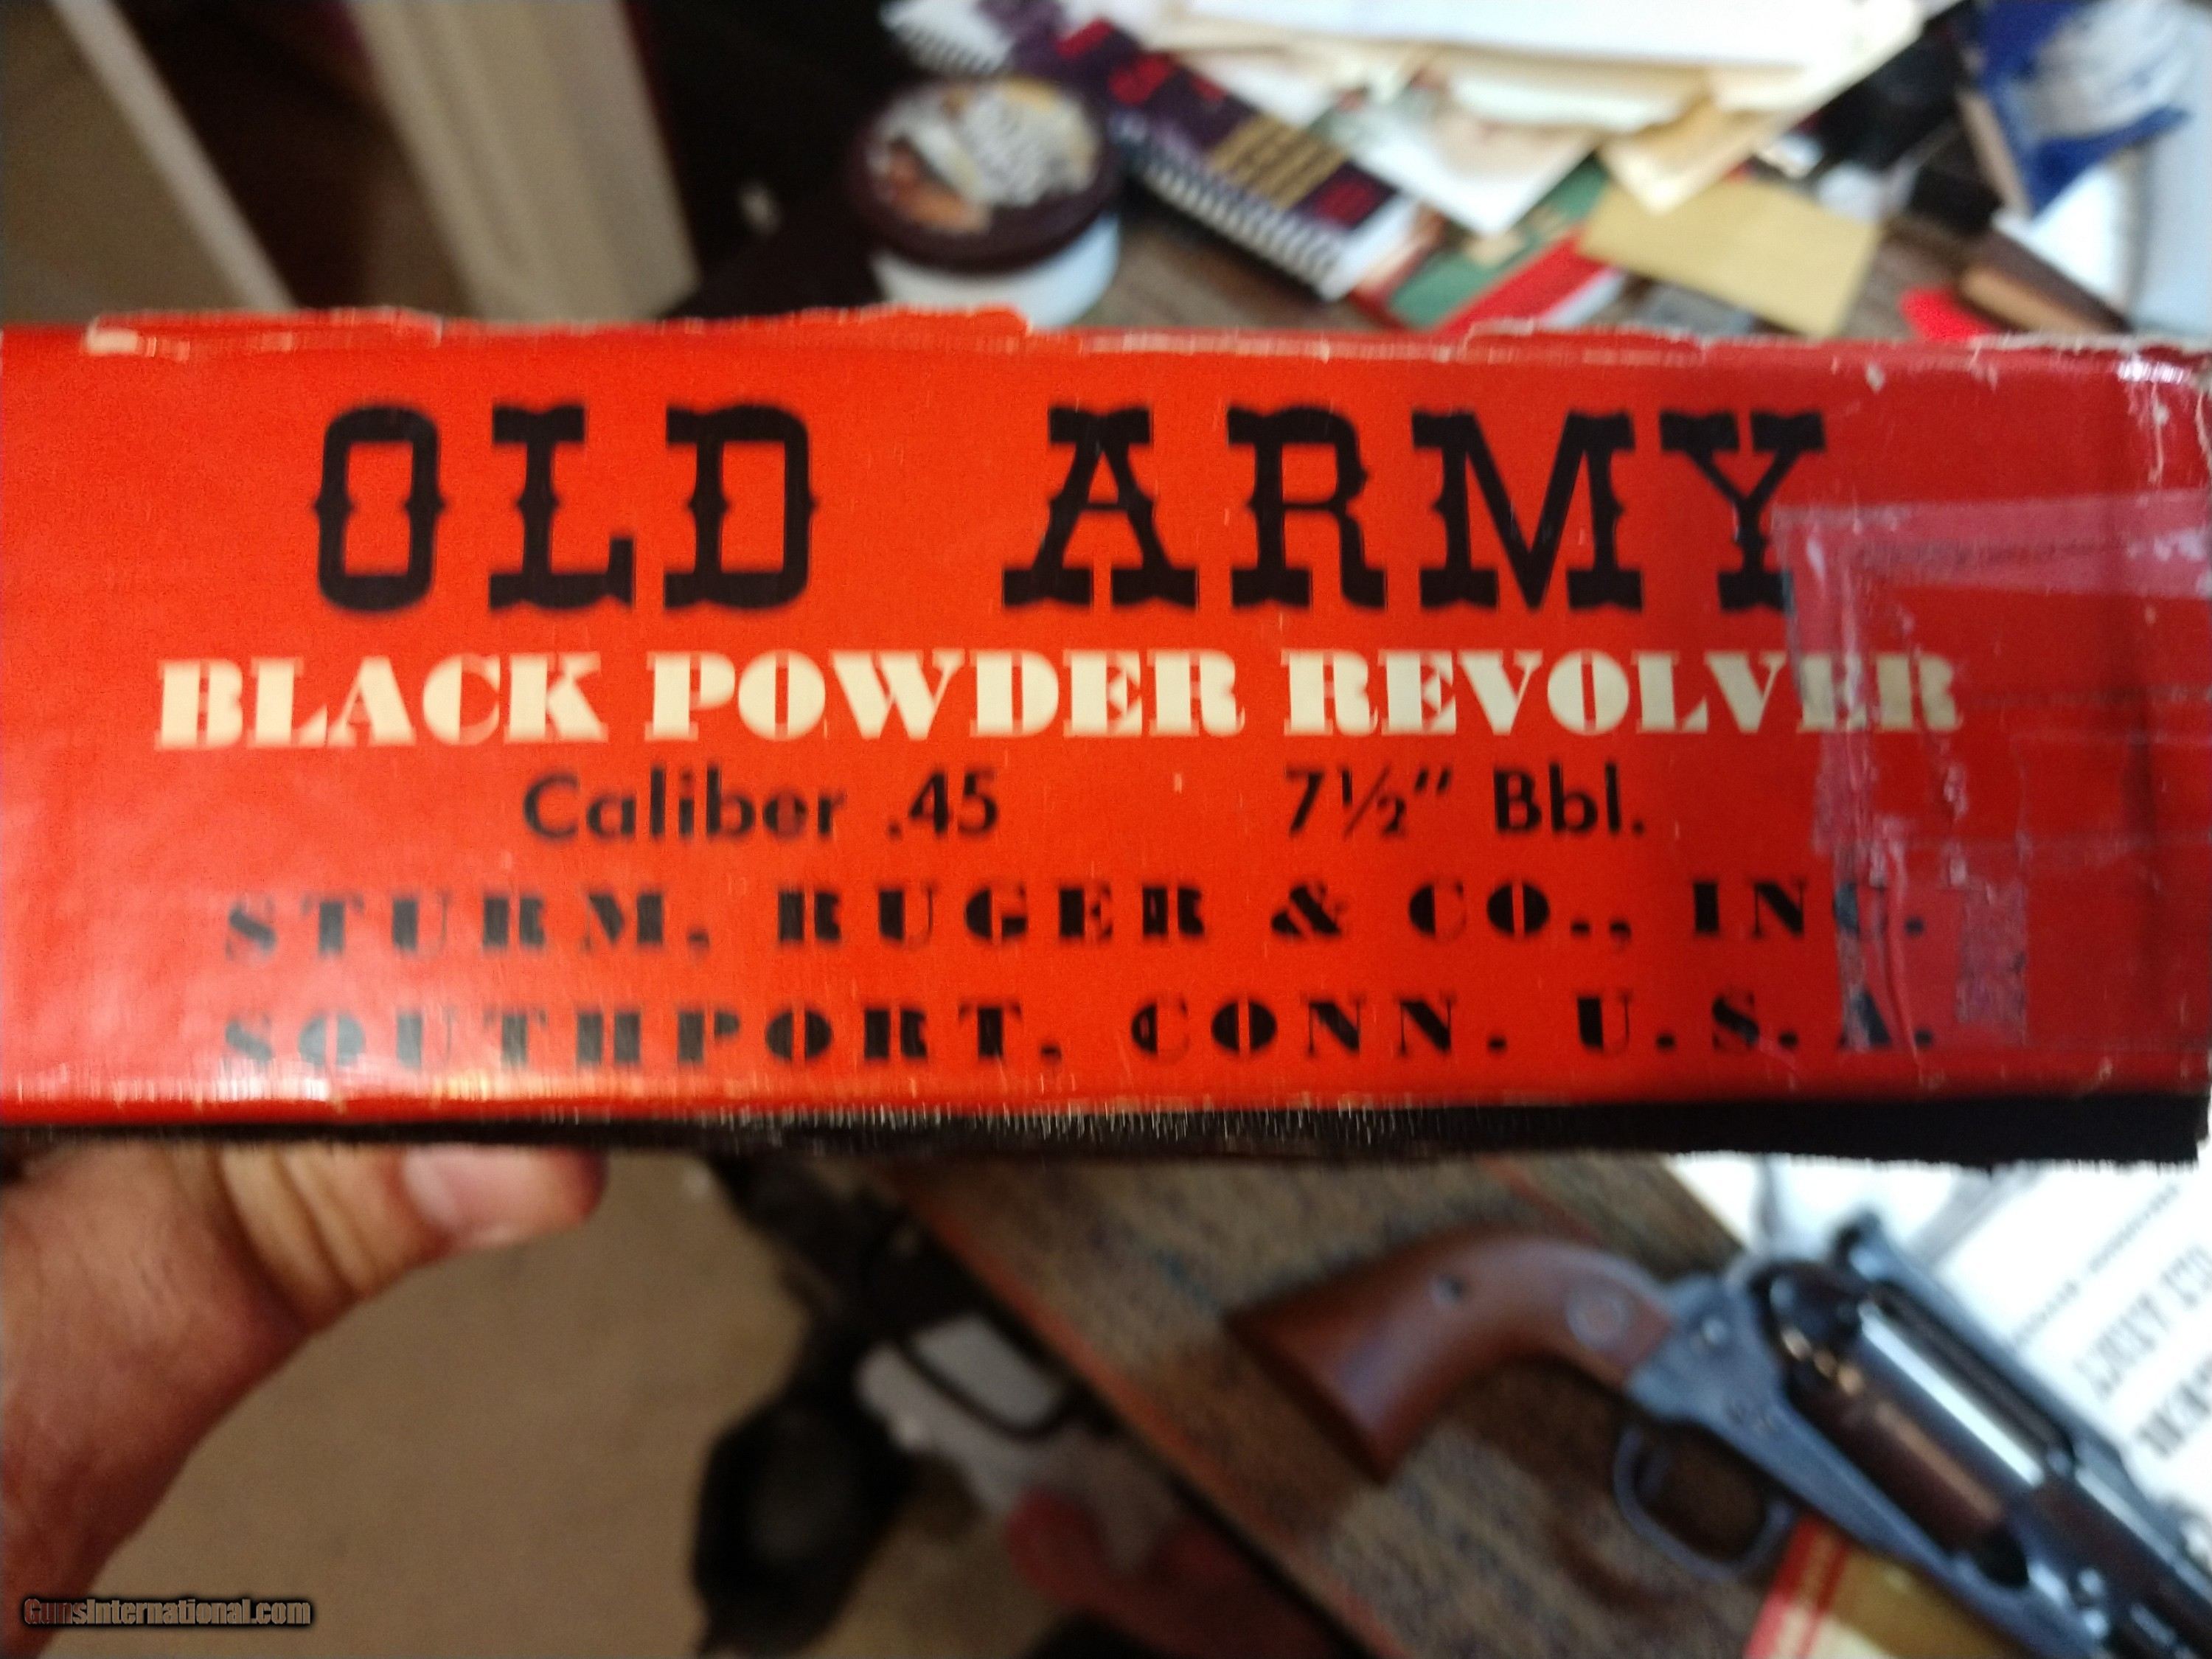 OLD ARMY
BLACK POWDER REVOLVER
Caliber .45 7½" Bbl.
STURM, RUGER & CO., INC.
SOUTHPORT, CONN. U.S.A.
GunsInternational.com